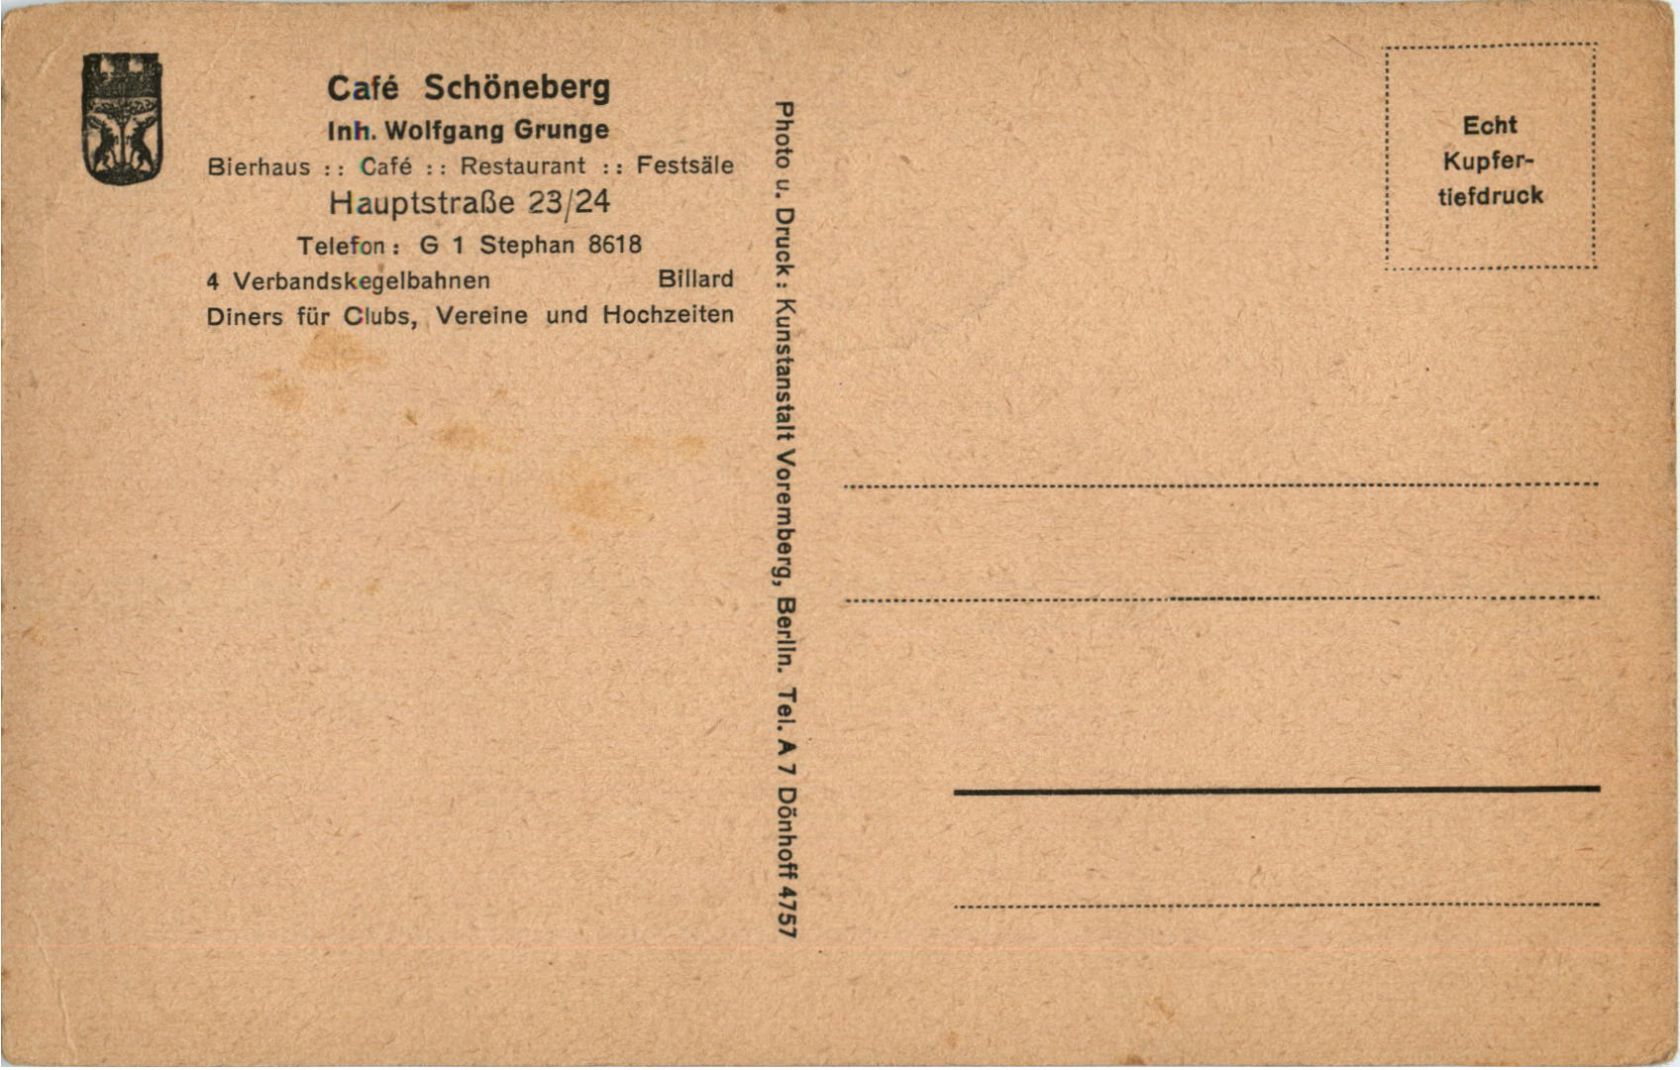 Café Schöneberg
Inh. Wolfgang Grunge
Bierhaus :: Café :: Restaurant :: Festsäle
Hauptstraße 23/24
Telefon: G 1 Stephan 8618
4 Verbandskegelbahnen Billard
Diners für Clubs, Vereine und Hochzeiten
Photo u. Druck: Kunstanstalt Voremberg, Berlin. Tel. A 7 Dönhoff 4757
Echt
Kupfer-
tiefdruck